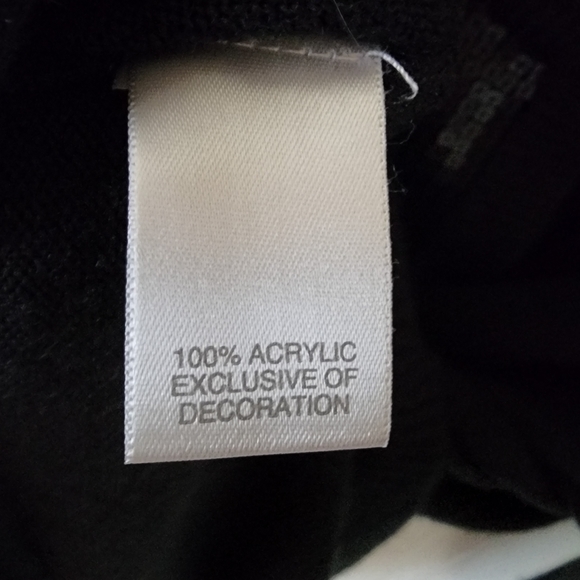 100% ACRYLIC
EXCLUSIVE OF
DECORATION